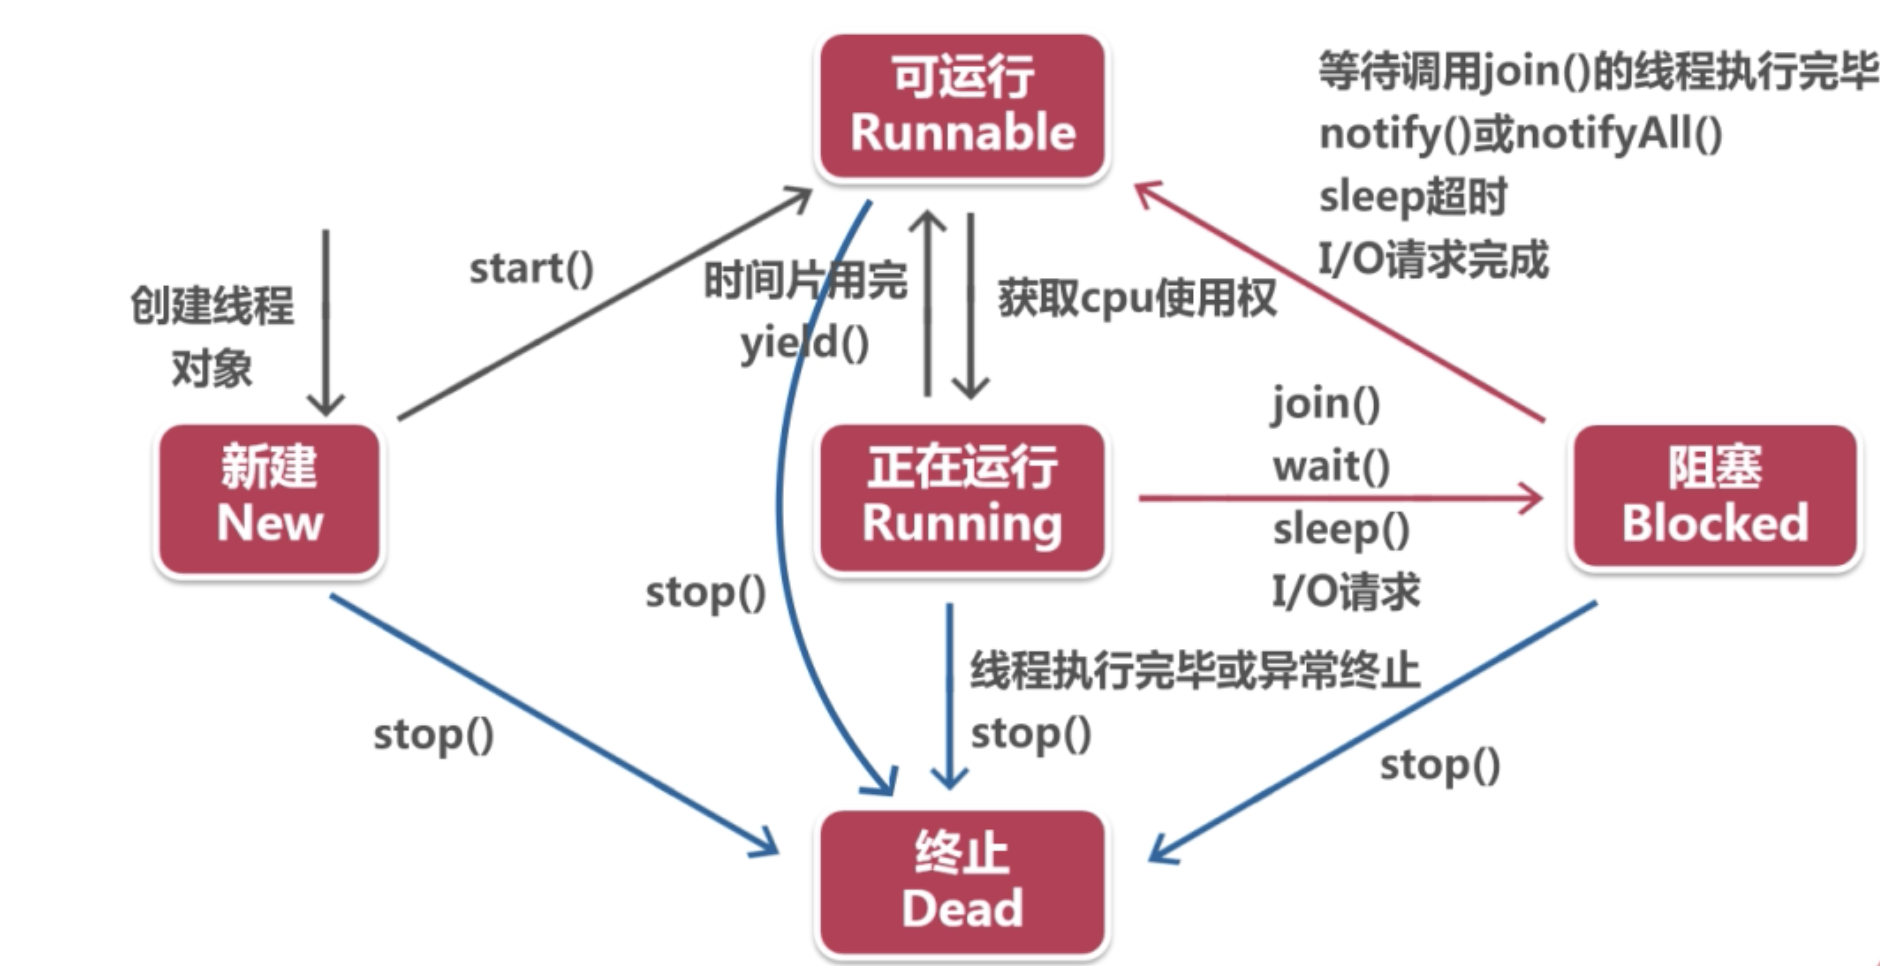 可运行
Runnable
等待调用join()的线程执行完毕
notify()或notifyAll()
sleep超时
I/O请求完成
start()
时间片用完
yield()
获取cpu使用权
创建线程
对象
新建
New
正在运行
Running
join()
wait()
sleep()
I/O请求
阻塞
Blocked
stop()
线程执行完毕或异常终止
stop()
stop()
stop()
终止
Dead